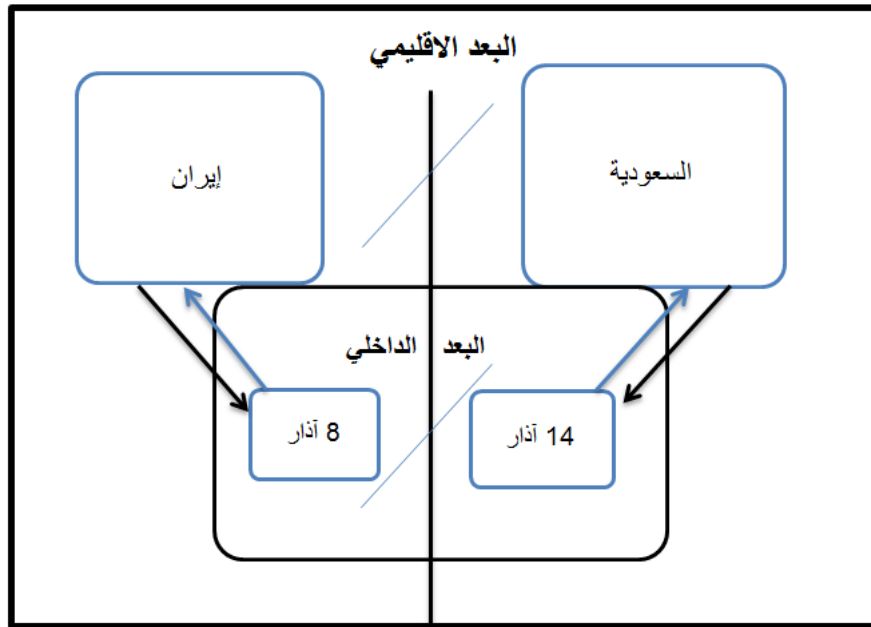 البعد الاقليمي
السعودية
إيران
البعد الداخلي
14 آذار
8 آذار